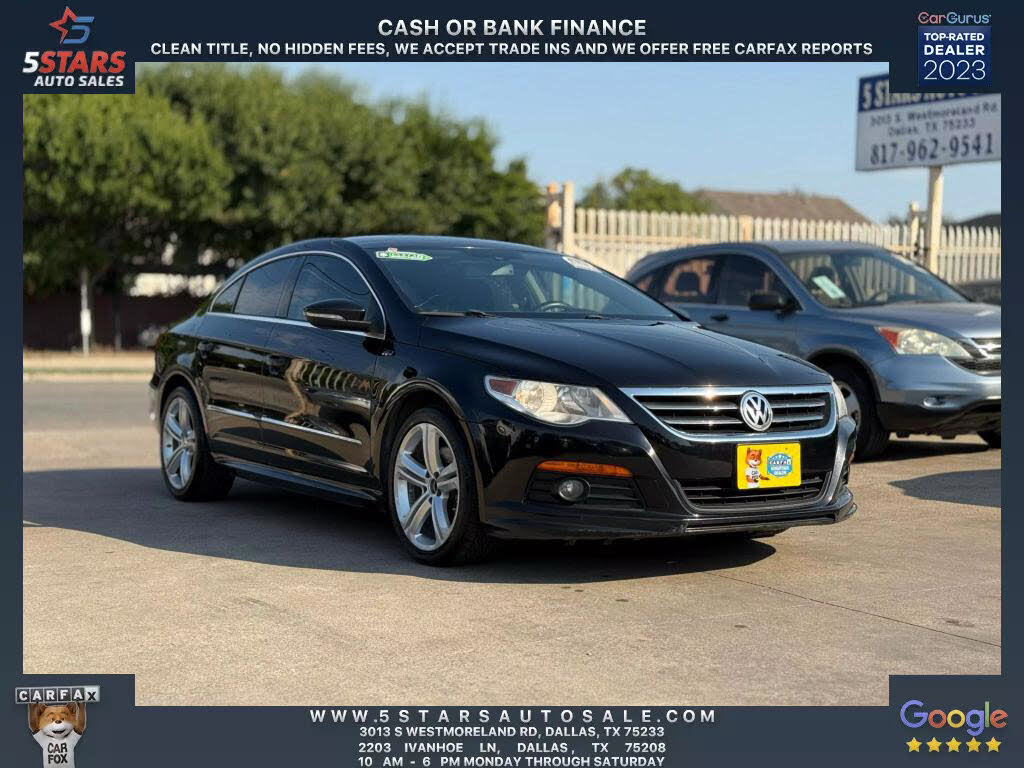 5STARS
AUTO SALES
CASH OR BANK FINANCE
CLEAN TITLE, NO HIDDEN FEES, WE ACCEPT TRADE INS AND WE OFFER FREE CARFAX REPORTS
CarGurus
TOP-RATED
DEALER
2023
3013 S. Westmoreland Rd.
Dallas, TX 75233
817-962-9541
CARFAX
CAR
FOX
WWW.5STARSAUTOSALE.COM
3013 S WESTMORELAND RD, DALLAS, TX 75233
2203 IVANHOE LN, DALLAS, TX 75208
10 AM - 6 PM MONDAY THROUGH SATURDAY
Google